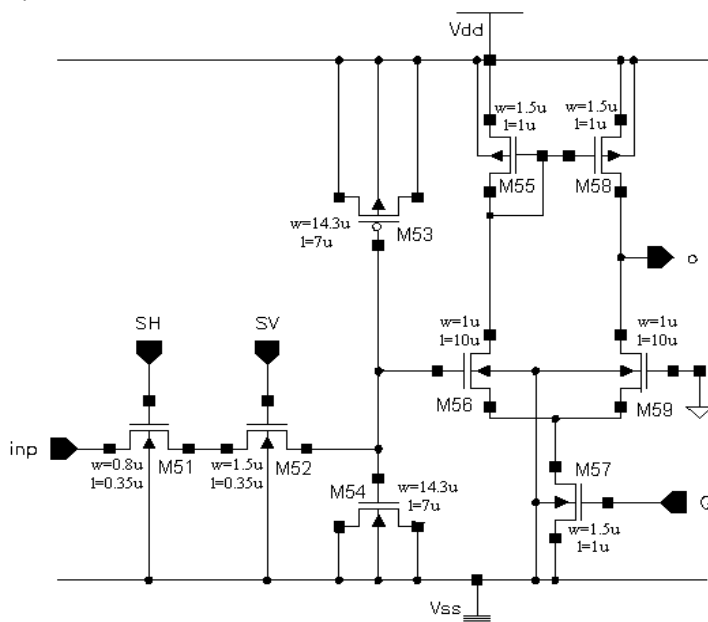 Vdd
w=1.5u
l=1u
w=1.5u
l=1u
M55
M58
w=14.3u
l=7u
M53
o
SH
SV
w=1u
l=10u
w=1u
l=10u
M56
M59
inp
M51
w=0.8u
l=0.35u
M52
w=1.5u
l=0.35u
M54
w=14.3u
l=7u
M57
w=1.5u
l=1u
Vss